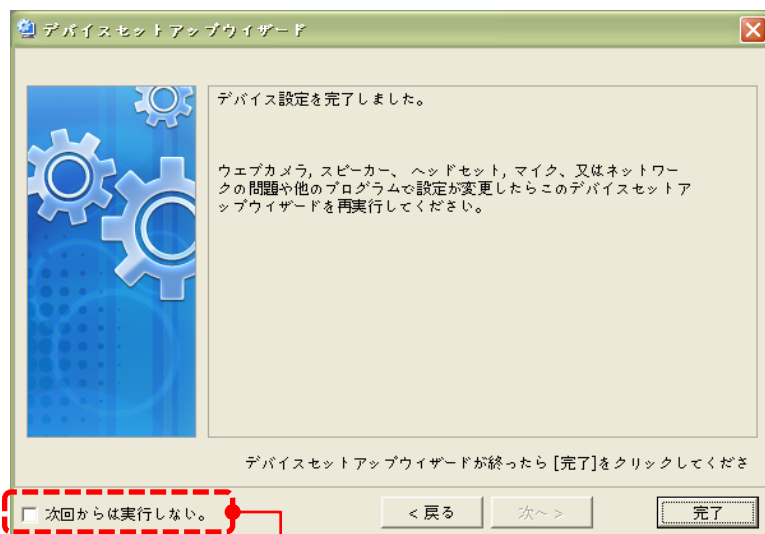 デバイスセットアップウィザード
デバイス設定を完了しました。
ウエブカメラ, スピーカー、 ヘッドセット, マイク、又はネットワー
クの問題や他のプログラムで設定が変更したらこのデバイスセットア
ップウィザードを再実行してください。
デバイスセットアップウィザードが終ったら [完了]をクリックしてくださ
次回からは実行しない。
< 戻る
次へ >
完了